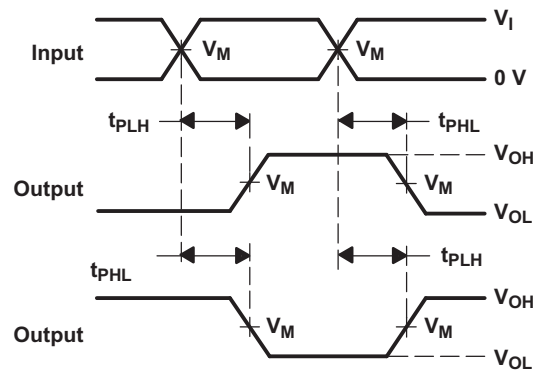 V_I
Input V_M V_M
0 V
t_PLH t_PHL
V_OH
Output V_M V_M
V_OL
t_PHL t_PLH
V_OH
Output V_M V_M
V_OL